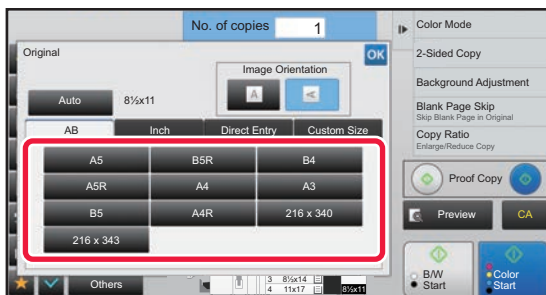 No. of copies 1
Original
OK
Image Orientation
A A
Auto 8½x11
AB Inch Direct Entry Custom Size
A5 B5R B4
A5R A4 A3
B5 A4R 216 x 340
216 x 343
Others
3 8½x14
4 11x17
8½x11
Color Mode
2-Sided Copy
Background Adjustment
Blank Page Skip
Skip Blank Page in Original
Copy Ratio
Enlarge/Reduce Copy
Proof Copy
Preview CA
B/W
Start
Color
Start